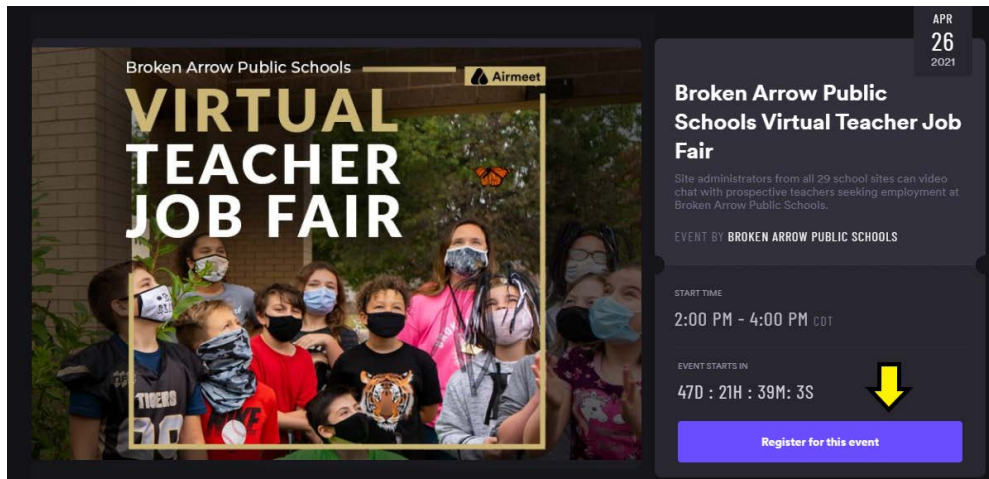 Broken Arrow Public Schools
Airmeet
VIRTUAL
TEACHER
JOB FAIR
TIGERS
APR
26
2021
Broken Arrow Public
Schools Virtual Teacher Job
Fair
Site administrators from all 29 school sites can video
chat with prospective teachers seeking employment at
Broken Arrow Public Schools.
EVENT BY BROKEN ARROW PUBLIC SCHOOLS
START TIME
2:00 PM - 4:00 PM CDT
EVENT STARTS IN
47D : 21H : 39M: 3S
Register for this event